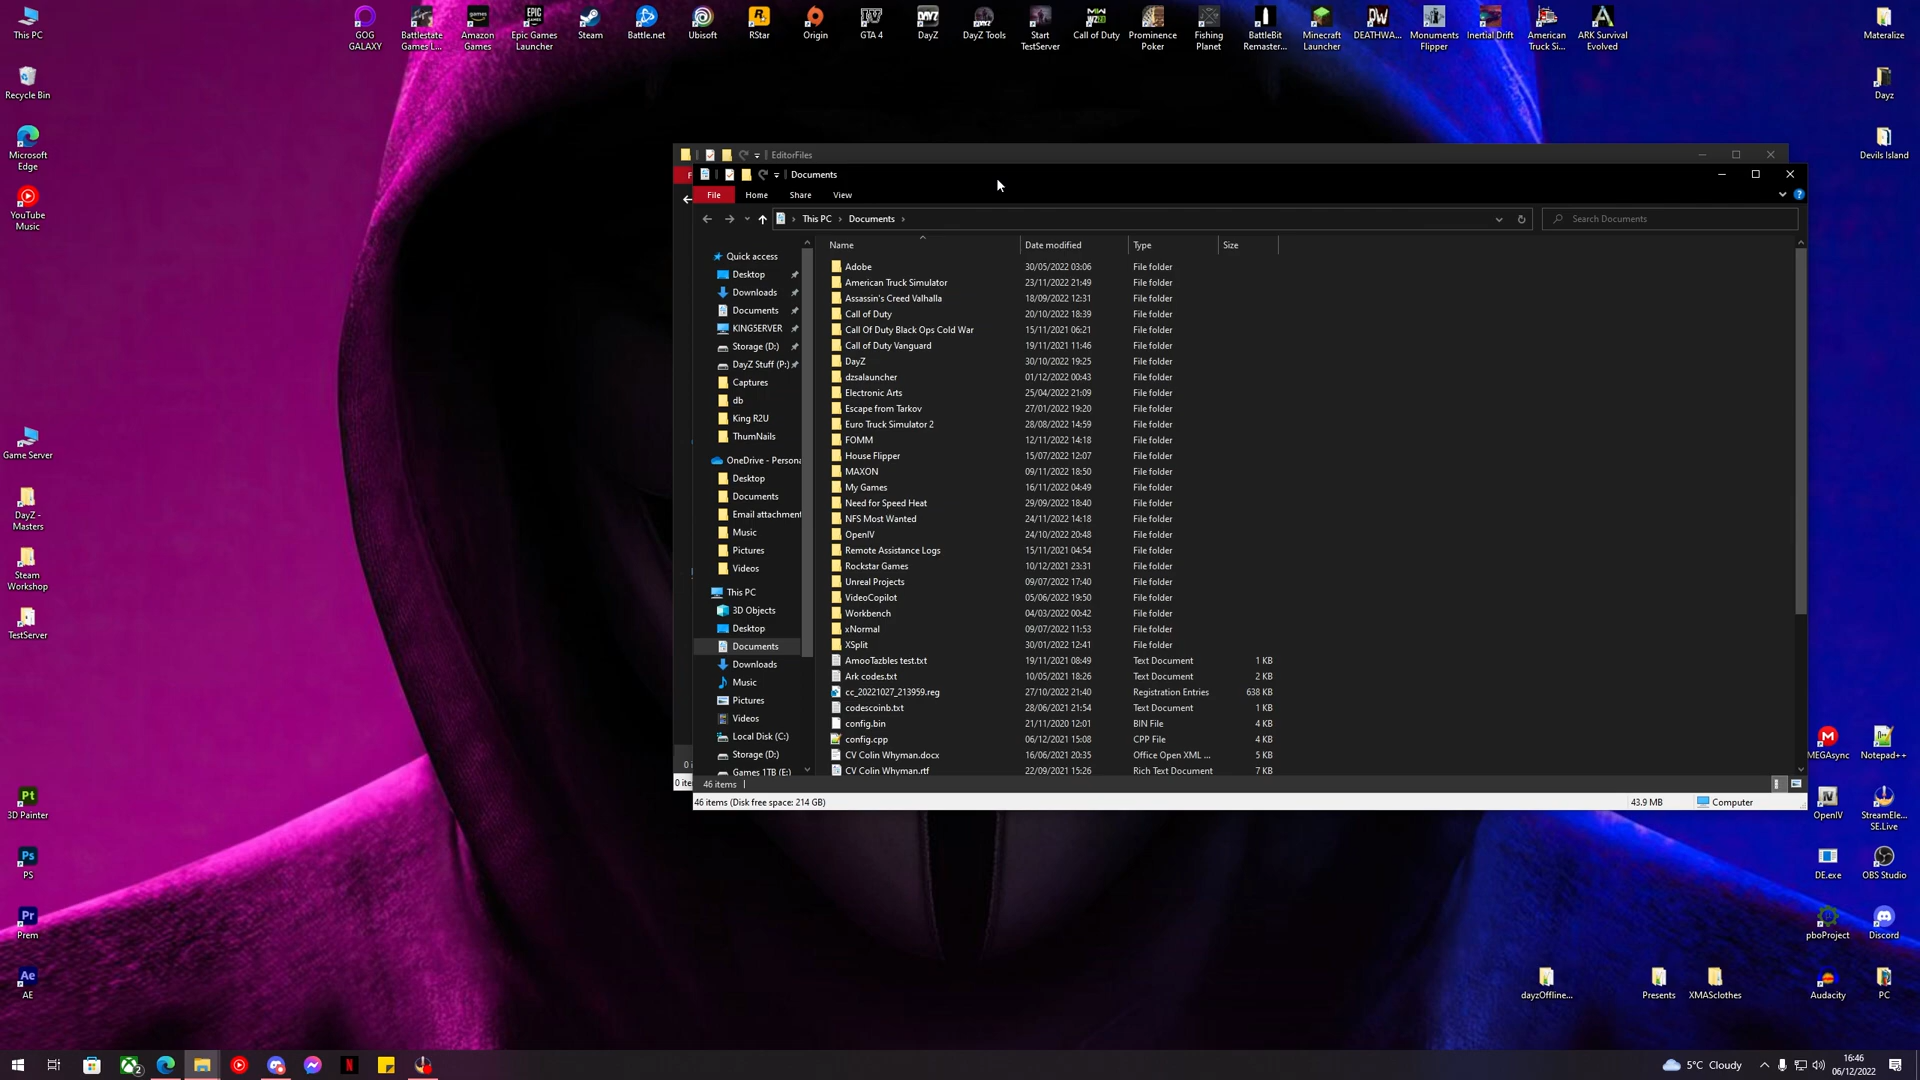 This PC
Recycle Bin
Microsoft
Edge
YouTube
Music
Game Server
DayZ -
Masters
Steam
Workshop
TestServer
3D Painter
PS
Prem
AE
GOG
GALAXY
Battlestate
Games L...
Amazon
Games
Epic Games
Launcher
Steam
Battle.net
Ubisoft
RStar
Origin
GTA 4
DayZ
DayZ Tools
Start
TestServer
Call of Duty
Prominence
Poker
Fishing
Planet
BattleBit
Remaster...
Minecraft
Launcher
DEATHWA...
Monuments
Flipper
Inertial Drift
American
Truck Si...
ARK Survival
Evolved
Materalize
Dayz
Devils Island
EditorFiles
Documents
File Home Share View
This PC > Documents >
Search Documents
Name Date modified Type Size
Quick access
Desktop
Downloads
Documents
KINGSERVER
Storage (D:)
DayZ Stuff (P:)
Captures
db
King R2U
ThumNails
OneDrive - Persona
Desktop
Documents
Email attachment
Music
Pictures
Videos
This PC
3D Objects
Desktop
Documents
Downloads
Music
Pictures
Videos
Local Disk (C:)
Storage (D:)
Games 1TB (E:)
Adobe 30/05/2022 03:06 File folder
American Truck Simulator 23/11/2022 21:49 File folder
Assassin's Creed Valhalla 18/09/2022 12:31 File folder
Call of Duty 20/10/2022 18:39 File folder
Call Of Duty Black Ops Cold War 15/11/2021 06:21 File folder
Call of Duty Vanguard 19/11/2021 11:46 File folder
DayZ 30/10/2022 19:25 File folder
dzsalauncher 01/12/2022 00:43 File folder
Electronic Arts 25/04/2022 21:09 File folder
Escape from Tarkov 27/01/2022 19:20 File folder
Euro Truck Simulator 2 28/08/2022 14:59 File folder
FOMM 12/11/2022 14:18 File folder
House Flipper 15/07/2022 12:07 File folder
MAXON 09/11/2022 18:50 File folder
My Games 16/11/2022 04:49 File folder
Need for Speed Heat 29/09/2022 18:40 File folder
NFS Most Wanted 24/11/2022 14:18 File folder
OpenIV 24/10/2022 20:48 File folder
Remote Assistance Logs 15/11/2021 04:54 File folder
Rockstar Games 10/12/2021 23:31 File folder
Unreal Projects 09/07/2022 17:40 File folder
VideoCopilot 05/06/2022 19:50 File folder
Workbench 04/03/2022 00:42 File folder
xNormal 09/07/2022 11:53 File folder
XSplit 30/01/2022 12:41 File folder
AmooTazbles test.txt 19/11/2021 08:49 Text Document 1 KB
Ark codes.txt 10/05/2021 18:26 Text Document 2 KB
cc_20221027_213959.reg 27/10/2022 21:40 Registration Entries 638 KB
codescoinb.txt 28/06/2021 21:54 Text Document 1 KB
config.bin 21/11/2020 12:01 BIN File 4 KB
config.cpp 06/12/2021 15:08 CPP File 4 KB
CV Colin Whyman.docx 16/06/2021 20:35 Office Open XML ... 5 KB
CV Colin Whyman.rtf 22/09/2021 15:26 Rich Text Document 7 KB
0 i
0 ite
46 items
46 items (Disk free space: 214 GB) 43.9 MB Computer
MEGAsync
Notepad++
OpenIV
StreamEle...
SE.Live
DE.exe
OBS Studio
pboProject
Discord
dayzOffline...
Presents
XMASclothes
Audacity
PC
2
5°C Cloudy
16:46
06/12/2022